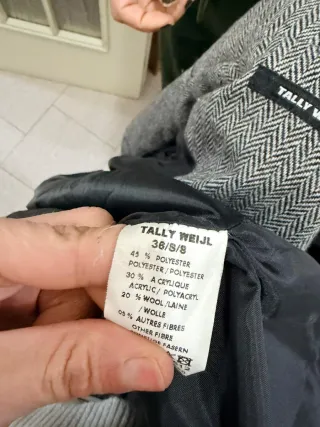 TALLY W
TALLY WEIJL
36/S/8
45 % POLYESTER
POLYESTER/POLYESTER
30 % ACRYLIQUE
ACRYLIC/ POLYACRYL
20 % WOOL/LAINE
/WOLLE
05% AUTRES FIBRES
OTHER FIBRE
FASERN